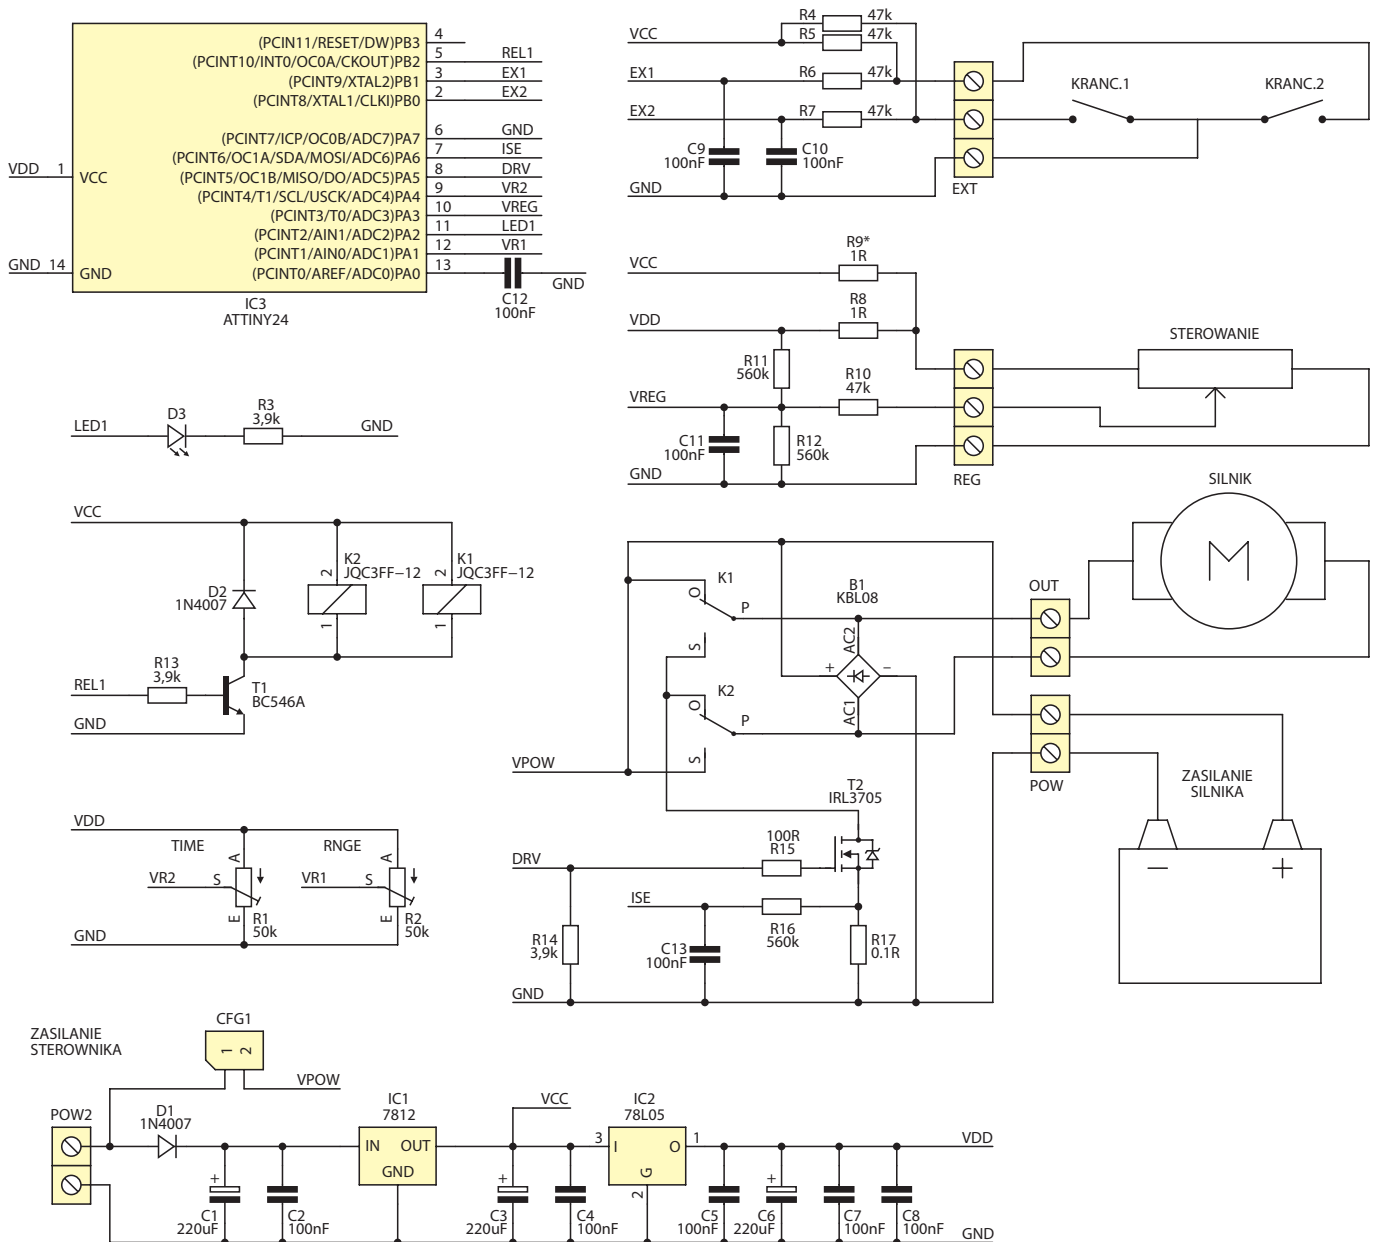 (PCIN11/RESET/DW)PB3 4
(PCINT10/INT0/OC0A/CKOUT)PB2 5 REL1
(PCINT9/XTAL2)PB1 3 EX1
(PCINT8/XTAL1/CLKI)PB0 2 EX2
(PCINT7/ICP/OC0B/ADC7)PA7 6 GND
(PCINT6/OC1A/SDA/MOSI/ADC6)PA6 7 ISE
VDD 1 VCC (PCINT5/OC1B/MISO/DO/ADC5)PA5 8 DRV
(PCINT4/T1/SCL/USCK/ADC4)PA4 9 VR2
(PCINT3/T0/ADC3)PA3 10 VREG
(PCINT2/AIN1/ADC2)PA2 11 LED1
(PCINT1/AIN0/ADC1)PA1 12 VR1
GND 14 GND (PCINT0/AREF/ADC0)PA0 13
GND
C12
100nF
IC3
ATTINY24
R4 47k
VCC R5 47k
EX1 R6 47k
EX2 R7 47k
KRANC.1 KRANC.2
C9
100nF
C10
100nF
GND
EXT
R9*
1R
VCC
R8
1R
VDD
STEROWANIE
R11
560k
R10
47k
VREG
C11
100nF
R12
560k
GND
REG
LED1 D3 R3
3,9k
GND
VCC
K2
JQC3FF–12
K1
JQC3FF–12
2 2
D2
1N4007
1 1
R13
3,9k
REL1
T1
BC546A
GND
SILNIK
M
K1
O P
S
B1
KBL08
AC2
+ –
AC1
K2
O P
S
OUT
VPOW
POW
ZASILANIE
SILNIKA
– +
T2
IRL3705
100R
R15
DRV
ISE
R16
560k
R14
3,9k
C13
100nF
R17
0.1R
GND
VDD
TIME RNGE
A A
VR2 S VR1 S
E E
R1
50k
R2
50k
GND
ZASILANIE
STEROWNIKA
CFG1
1 2
VPOW
POW2
D1
1N4007
IC1
7812
IN OUT
GND
VCC
IC2
78L05
3 I O 1
G
2
VDD
+
C1
220uF
C2
100nF
+
C3
220uF
C4
100nF
C5
100nF
+
C6
220uF
C7
100nF
C8
100nF
GND